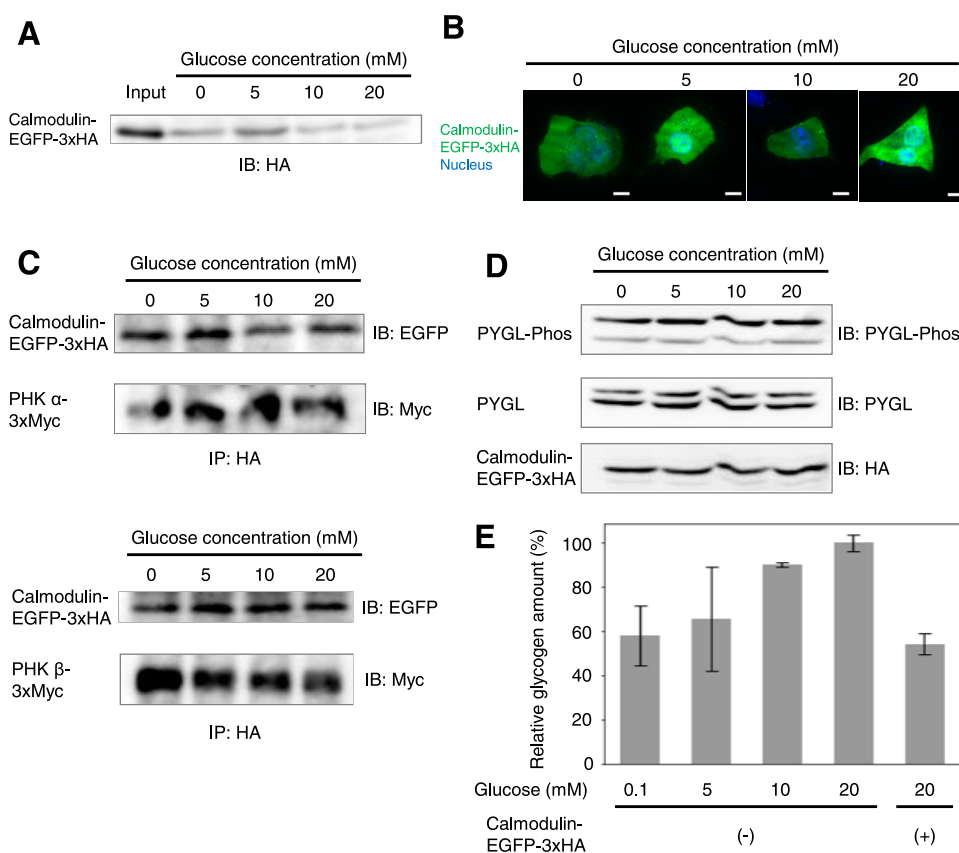 A
Glucose concentration (mM)
Input 0 5 10 20
Calmodulin-
EGFP-3xHA
IB: HA
B
Glucose concentration (mM)
0 5 10 20
Calmodulin-
EGFP-3xHA
Nucleus
C
Glucose concentration (mM)
0 5 10 20
Calmodulin-
EGFP-3xHA
IB: EGFP
PHK α-
3xMyc
IB: Myc
IP: HA
Glucose concentration (mM)
0 5 10 20
Calmodulin-
EGFP-3xHA
IB: EGFP
PHK β-
3xMyc
IB: Myc
IP: HA
D
Glucose concentration (mM)
0 5 10 20
PYGL-Phos
IB: PYGL-Phos
PYGL
IB: PYGL
Calmodulin-
EGFP-3xHA
IB: HA
E
Relative glycogen amount (%)
100
80
60
40
20
0
Glucose (mM) 0.1 5 10 20 20
Calmodulin-
EGFP-3xHA
(-) (+)